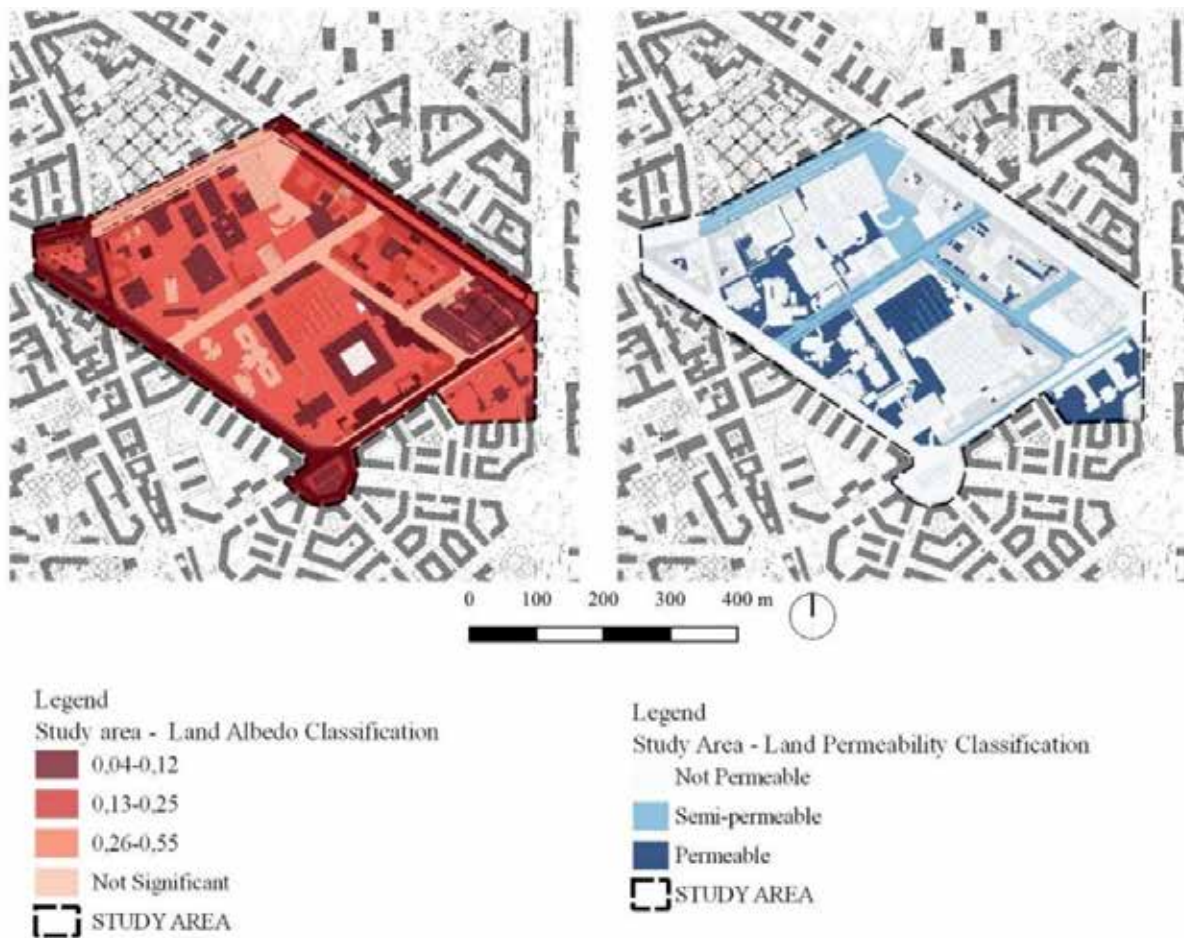 0 100 200 300 400 m
Legend
Study area - Land Albedo Classification
0,04-0,12
0,13-0,25
0,26-0,55
Not Significant
STUDY AREA
Legend
Study Area - Land Permeability Classification
Not Permeable
Semi-permeable
Permeable
STUDY AREA